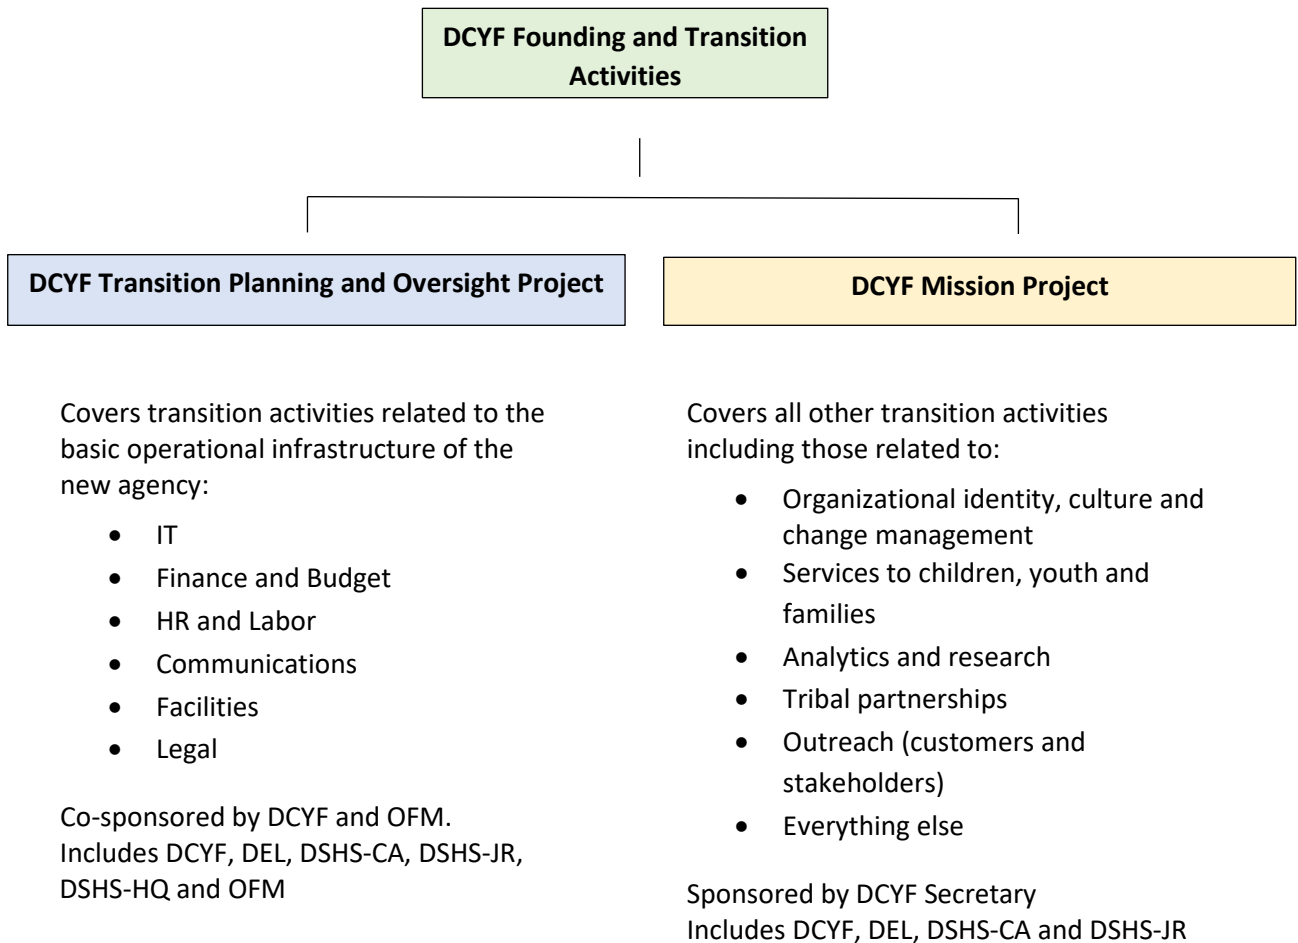 DCYF Founding and Transition
Activities
DCYF Transition Planning and Oversight Project
Covers transition activities related to the
basic operational infrastructure of the
new agency:
• IT
• Finance and Budget
• HR and Labor
• Communications
• Facilities
• Legal
Co-sponsored by DCYF and OFM.
Includes DCYF, DEL, DSHS-CA, DSHS-JR,
DSHS-HQ and OFM
DCYF Mission Project
Covers all other transition activities
including those related to:
• Organizational identity, culture and
change management
• Services to children, youth and
families
• Analytics and research
• Tribal partnerships
• Outreach (customers and
stakeholders)
• Everything else
Sponsored by DCYF Secretary
Includes DCYF, DEL, DSHS-CA and DSHS-JR